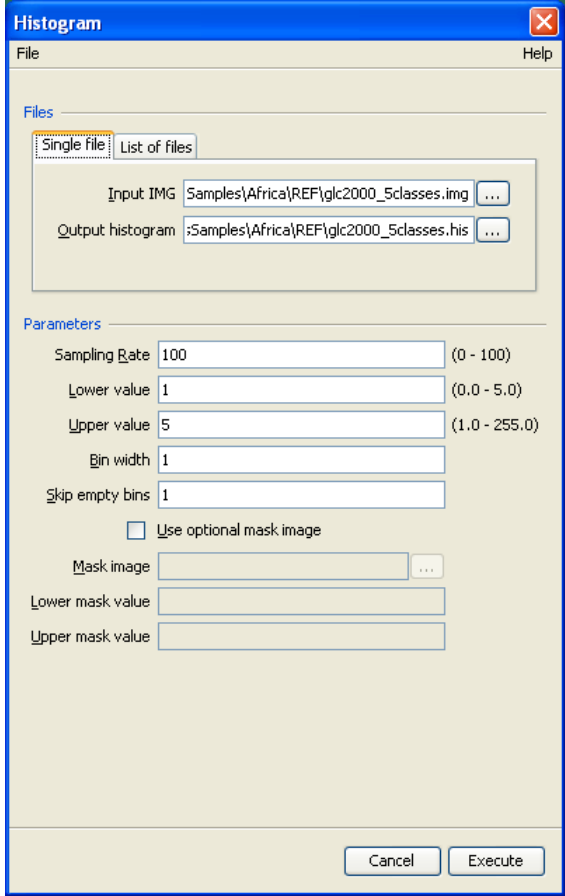 Histogram
File Help
Files
Single file List of files
Input IMG Samples\Africa\REF\glc2000_5classes.img ...
Output histogram ;Samples\Africa\REF\glc2000_5classes.his ...
Parameters
Sampling Rate 100 (0 - 100)
Lower value 1 (0.0 - 5.0)
Upper value 5 (1.0 - 255.0)
Bin width 1
Skip empty bins 1
Use optional mask image
Mask image ...
Lower mask value
Upper mask value
Cancel Execute